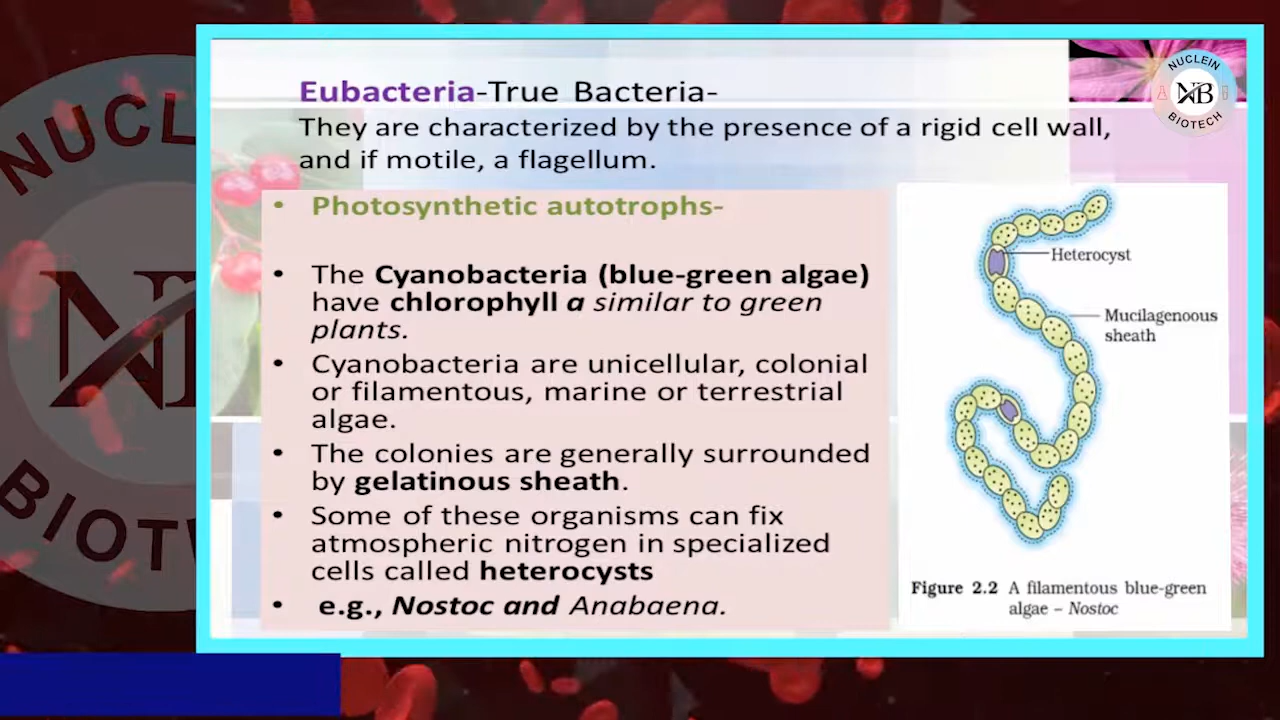 NUCLEIN
A NB B
BIOTECH
Eubacteria-True Bacteria-
They are characterized by the presence of a rigid cell wall,
and if motile, a flagellum.
• Photosynthetic autotrophs-
• The Cyanobacteria (blue-green algae)
have chlorophyll a similar to green
plants.
• Cyanobacteria are unicellular, colonial
or filamentous, marine or terrestrial
algae.
• The colonies are generally surrounded
by gelatinous sheath.
• Some of these organisms can fix
atmospheric nitrogen in specialized
cells called heterocysts
• e.g., Nostoc and Anabaena.
Heterocyst
Mucilagenoous
sheath
Figure 2.2 A filamentous blue-green
algae – Nostoc
NUCL
N
BIOT